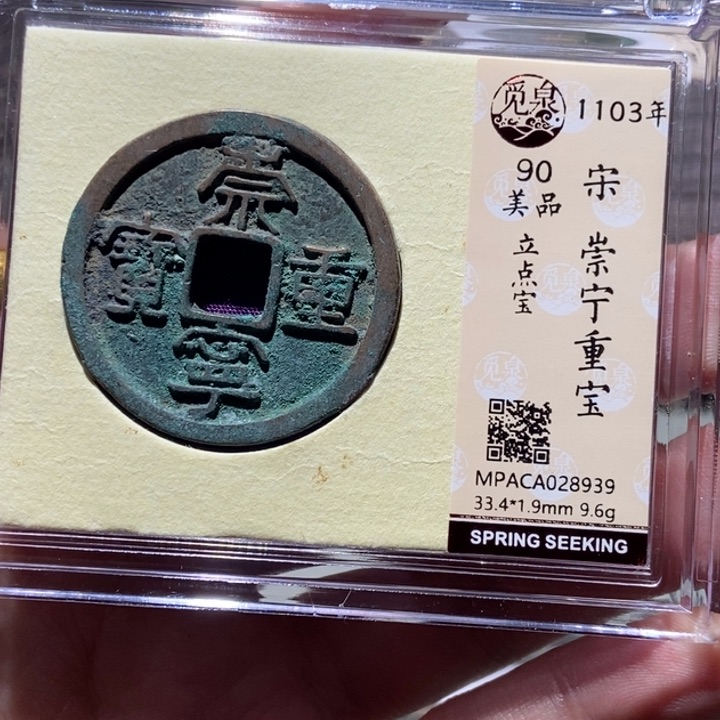 崇
重
寧
寳
觅泉
1103年
90
美品
立点宝
宋
崇宁重宝
MPACA028939
33.4*1.9mm 9.6g
SPRING SEEKING